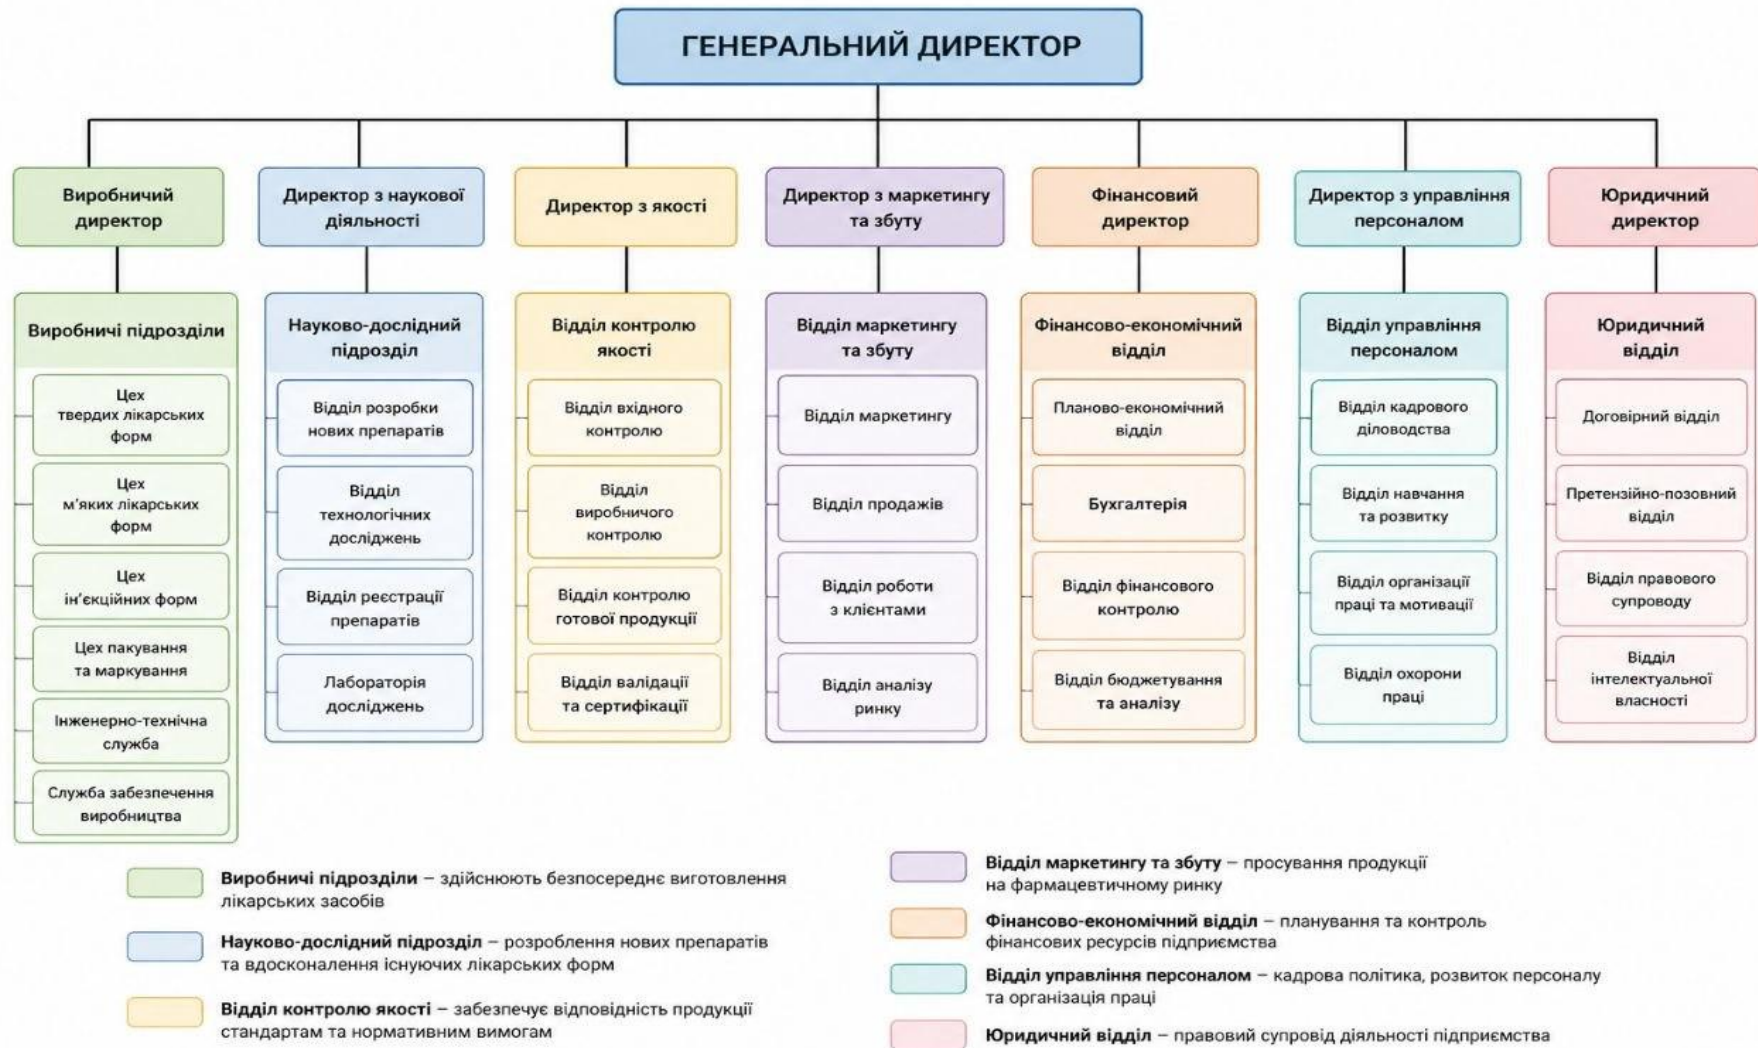 ГЕНЕРАЛЬНИЙ ДИРЕКТОР
Виробничий
директор
Директор з наукової
діяльності
Директор з якості
Директор з маркетингу
та збуту
Фінансовий
директор
Директор з управління
персоналом
Юридичний
директор
Виробничі підрозділи
Цех
твердих лікарських
форм
Цех
м'яких лікарських
форм
Цех
ін'єкційних форм
Цех пакування
та маркування
Інженерно-технічна
служба
Служба забезпечення
виробництва
Науково-дослідний
підрозділ
Відділ розробки
нових препаратів
Відділ
технологічних
досліджень
Відділ реєстрації
препаратів
Лабораторія
досліджень
Відділ контролю
якості
Відділ вхідного
контролю
Відділ
виробничого
контролю
Відділ контролю
готової продукції
Відділ валідації
та сертифікації
Відділ маркетингу
та збуту
Відділ маркетингу
Відділ продажів
Відділ роботи
з клієнтами
Відділ аналізу
ринку
Фінансово-економічний
відділ
Планово-економічний
відділ
Бухгалтерія
Відділ фінансового
контролю
Відділ бюджетування
та аналізу
Відділ управління
персоналом
Відділ кадрового
діловодства
Відділ навчання
та розвитку
Відділ організації
праці та мотивації
Відділ охорони
праці
Юридичний
відділ
Договірний відділ
Претензійно-позовний
відділ
Відділ правового
супроводу
Відділ
інтелектуальної
власності
Виробничі підрозділи – здійснюють безпосереднє виготовлення
лікарських засобів
Науково-дослідний підрозділ – розроблення нових препаратів
та вдосконалення існуючих лікарських форм
Відділ контролю якості – забезпечує відповідність продукції
стандартам та нормативним вимогам
Відділ маркетингу та збуту – просування продукції
на фармацевтичному ринку
Фінансово-економічний відділ – планування та контроль
фінансових ресурсів підприємства
Відділ управління персоналом – кадрова політика, розвиток персоналу
та організація праці
Юридичний відділ – правовий супровід діяльності підприємства